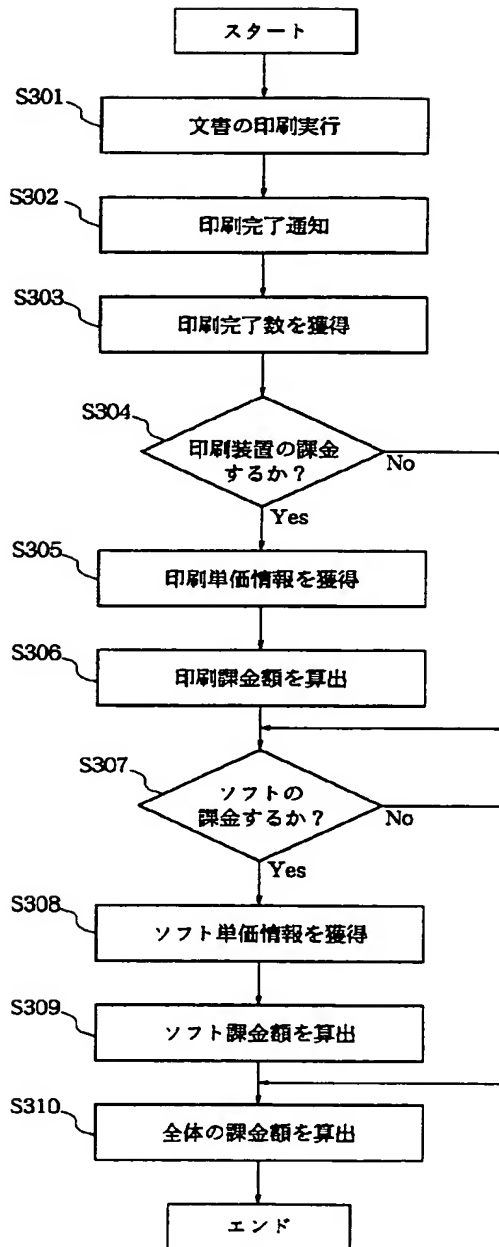 スタート
S301
文書の印刷実行
S302
印刷完了通知
S303
印刷完了数を獲得
S304
印刷装置の課金
するか？
No
Yes
S305
印刷単価情報を獲得
S306
印刷課金額を算出
S307
ソフトの
課金するか？
No
Yes
S308
ソフト単価情報を獲得
S309
ソフト課金額を算出
S310
全体の課金額を算出
エンド